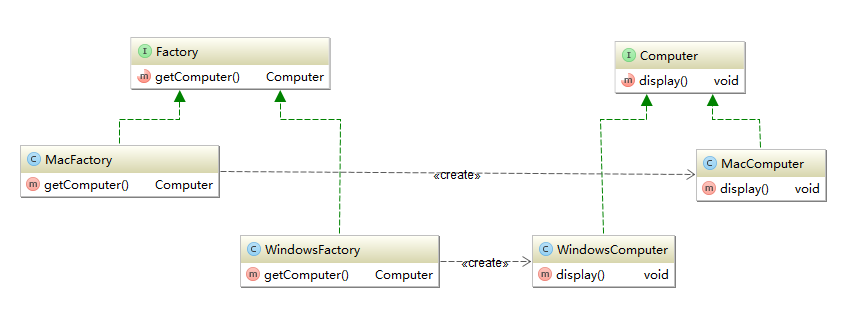 I Factory
m getComputer() Computer
I Computer
m display() void
C MacFactory
m getComputer() Computer
«create»
C MacComputer
m display() void
C WindowsFactory
m getComputer() Computer
«create»
C WindowsComputer
m display() void